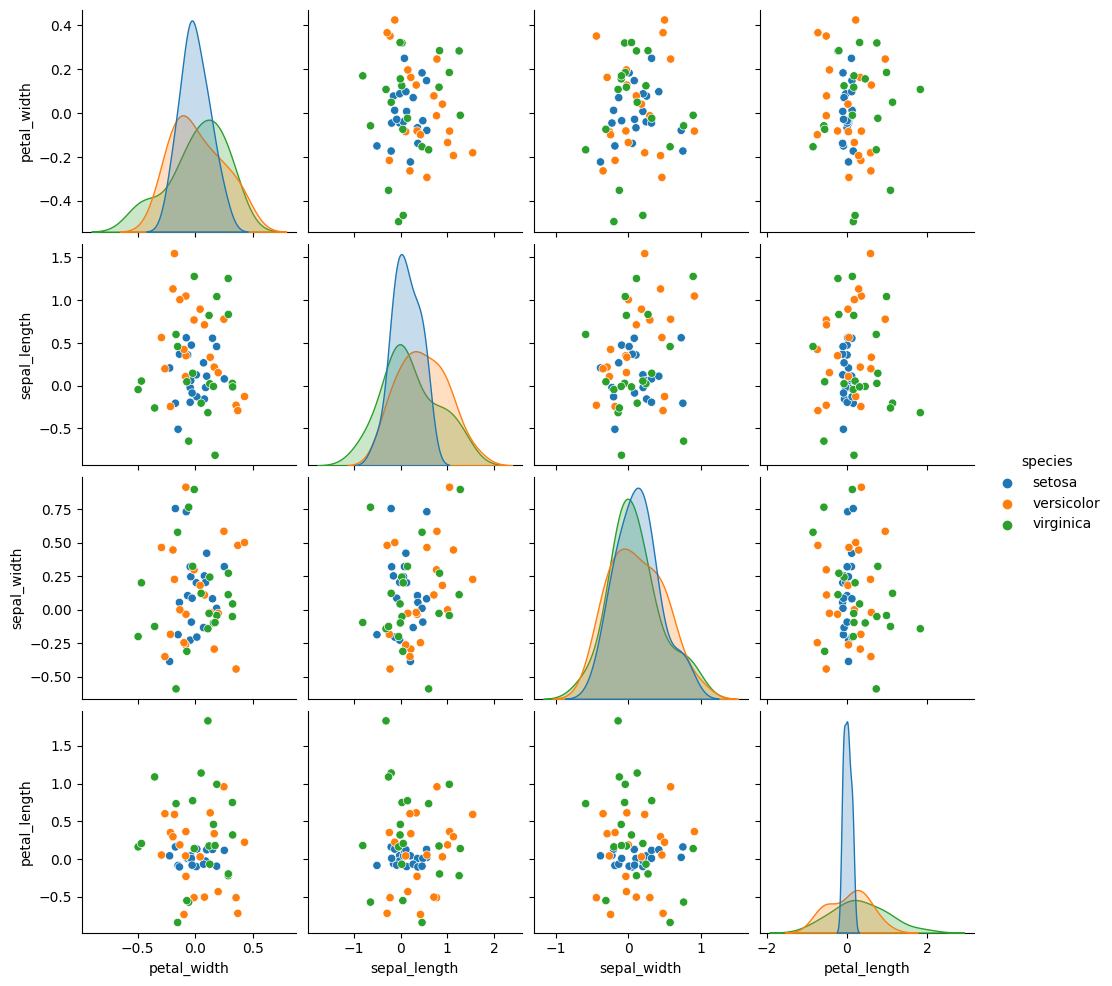 petal_width
0.4
0.2
0.0
−0.2
−0.4
sepal_length
1.5
1.0
0.5
0.0
−0.5
species
setosa
versicolor
virginica
sepal_width
0.75
0.50
0.25
0.00
−0.25
−0.50
petal_length
1.5
1.0
0.5
0.0
−0.5
−0.5 0.0 0.5
−1 0 1 2
−1 0 1
−2 0 2
petal_width
sepal_length
sepal_width
petal_length